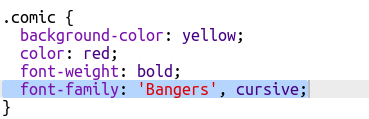 .comic {
  background-color: yellow;
  color: red;
  font-weight: bold;
  font-family: 'Bangers', cursive;
}